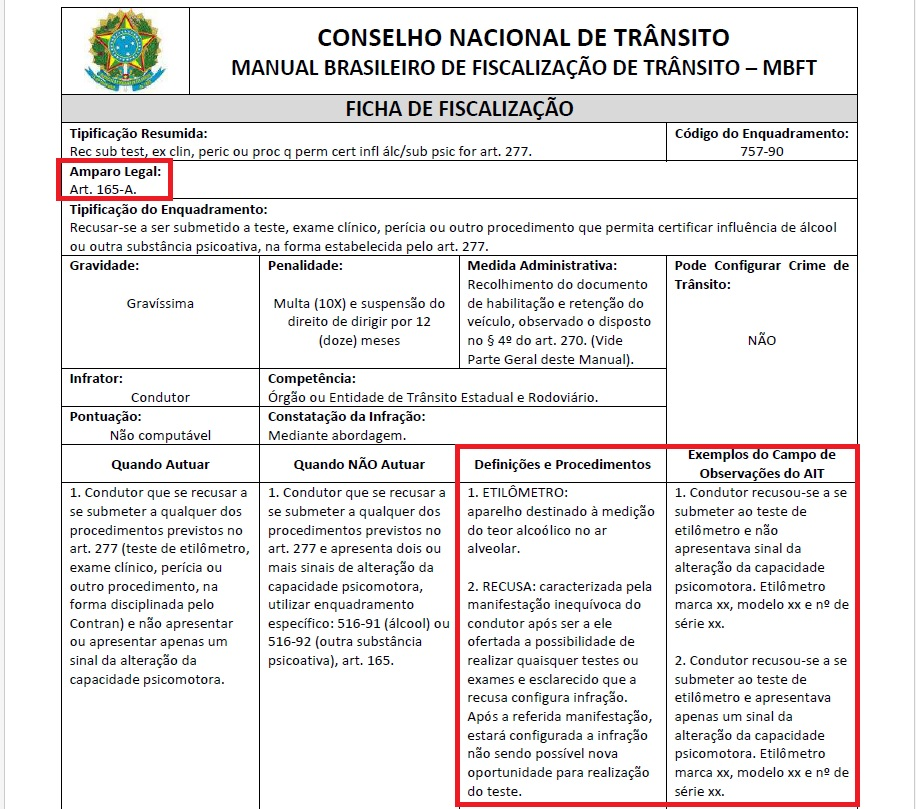 CONSELHO NACIONAL DE TRÂNSITO
MANUAL BRASILEIRO DE FISCALIZAÇÃO DE TRÂNSITO – MBFT
FICHA DE FISCALIZAÇÃO
Tipificação Resumida:
Rec sub test, ex clin, peric ou proc q perm cert infl álc/sub psic for art. 277.
Código do Enquadramento:
757-90
Amparo Legal:
Art. 165-A.
Tipificação do Enquadramento:
Recusar-se a ser submetido a teste, exame clínico, perícia ou outro procedimento que permita certificar influência de álcool
ou outra substância psicoativa, na forma estabelecida pelo art. 277.
Gravidade:
Gravíssima
Penalidade:
Multa (10X) e suspensão do
direito de dirigir por 12
(doze) meses
Medida Administrativa:
Recolhimento do documento
de habilitação e retenção do
veículo, observado o disposto
no § 4º do art. 270. (Vide
Parte Geral deste Manual).
Pode Configurar Crime de
Trânsito:
NÃO
Infrator:
Condutor
Competência:
Órgão ou Entidade de Trânsito Estadual e Rodoviário.
Pontuação:
Não computável
Constatação da Infração:
Mediante abordagem.
Quando Autuar
1. Condutor que se recusar a
se submeter a qualquer dos
procedimentos previstos no
art. 277 (teste de etilômetro,
exame clínico, perícia ou
outro procedimento, na
forma disciplinada pelo
Contran) e não apresentar
ou apresentar apenas um
sinal da alteração da
capacidade psicomotora.
Quando NÃO Autuar
1. Condutor que se recusar a
se submeter a qualquer dos
procedimentos previstos no
art. 277 e apresenta dois ou
mais sinais de alteração da
capacidade psicomotora,
utilizar enquadramento
específico: 516-91 (álcool) ou
516-92 (outra substância
psicoativa), art. 165.
Definições e Procedimentos
1. ETILÔMETRO:
aparelho destinado à medição
do teor alcoólico no ar
alveolar.
2. RECUSA: caracterizada pela
manifestação inequívoca do
condutor após ser a ele
ofertada a possibilidade de
realizar quaisquer testes ou
exames e esclarecido que a
recusa configura infração.
Após a referida manifestação,
estará configurada a infração
não sendo possível nova
oportunidade para realização
do teste.
Exemplos do Campo de
Observações do AIT
1. Condutor recusou-se a se
submeter ao teste de
etilômetro e não
apresentava sinal da
alteração da capacidade
psicomotora. Etilômetro
marca xx, modelo xx e nº de
série xx.
2. Condutor recusou-se a se
submeter ao teste de
etilômetro e apresentava
apenas um sinal da
alteração da capacidade
psicomotora. Etilômetro
marca xx, modelo xx e nº de
série xx.